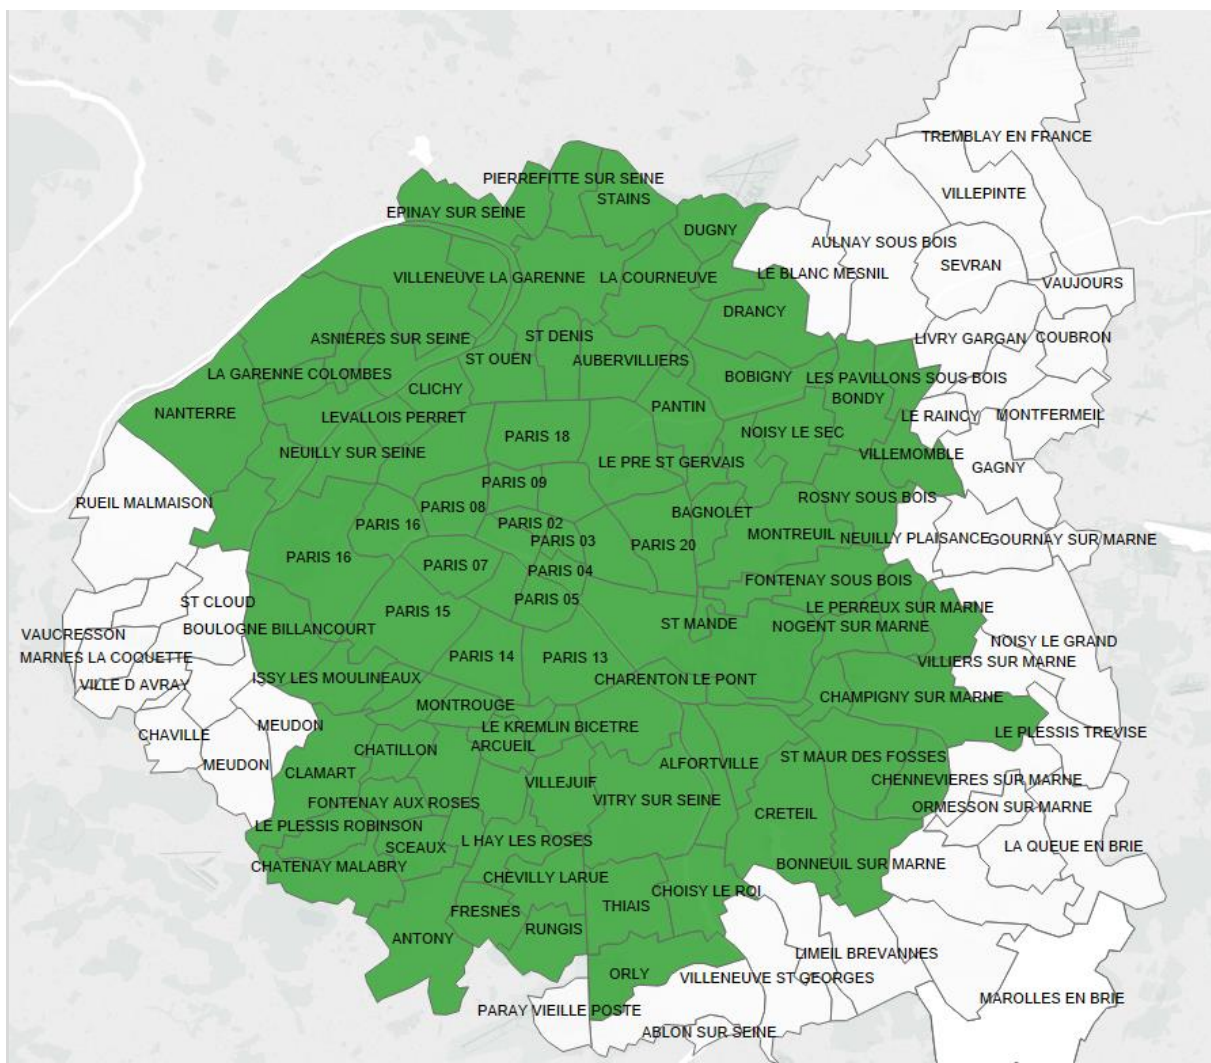 TREMBLAY EN FRANCE
PIERREFITTE SUR SEINE
VILLEPINTE
STAINS
EPINAY SUR SEINE
DUGNY
AULNAY SOUS BOIS
SEVRAN
LE BLANC MESNIL
VILLENEUVE LA GARENNE
LA COURNEUVE
VAUJOURS
DRANCY
ASNIERES SUR SEINE
ST DENIS
LIVRY GARGAN
COUBRON
ST OUEN
AUBERVILLIERS
LA GARENNE COLOMBES
BOBIGNY
LES PAVILLONS SOUS BOIS
CLICHY
BONDY
NANTERRE
PANTIN
LEVALLOIS PERRET
LE RAINCY
MONTFERMEIL
PARIS 18
NOISY LE SEC
NEUILLY SUR SEINE
LE PRE ST GERVAIS
VILLEMOMBLE
GAGNY
PARIS 09
RUEIL MALMAISON
ROSNY SOUS BOIS
PARIS 08
BAGNOLET
PARIS 16
PARIS 02
MONTREUIL
NEUILLY PLAISANCE
GOURNAY SUR MARNE
PARIS 03
PARIS 20
PARIS 16
PARIS 07
PARIS 04
FONTENAY SOUS BOIS
ST CLOUD
PARIS 05
PARIS 15
LE PERREUX SUR MARNE
ST MANDE
NOGENT SUR MARNE
BOULOGNE BILLANCOURT
VAUCRESSON
NOISY LE GRAND
MARNES LA COQUETTE
PARIS 14
PARIS 13
VILLIERS SUR MARNE
ISSY LES MOULINEAUX
CHARENTON LE PONT
VILLE D AVRAY
CHAMPIGNY SUR MARNE
MONTROUGE
MEUDON
LE KREMLIN BICETRE
LE PLESSIS TREVISE
CHAVILLE
ARCUEIL
CHATILLON
ST MAUR DES FOSSES
MEUDON
ALFORTVILLE
CLAMART
VILLEJUIF
CHENNEVIERES SUR MARNE
FONTENAY AUX ROSES
VITRY SUR SEINE
ORMESSON SUR MARNE
CRETEIL
LE PLESSIS ROBINSON
SCEAUX
L HAY LES ROSES
LA QUEUE EN BRIE
CHATENAY MALABRY
BONNEUIL SUR MARNE
CHEVILLY LARUE
CHOISY LE ROI
FRESNES
THIAIS
RUNGIS
ANTONY
LIMEIL BREVANNES
ORLY
VILLENEUVE ST GEORGES
MAROLLES EN BRIE
PARAY VIEILLE POSTE
ABLON SUR SEINE